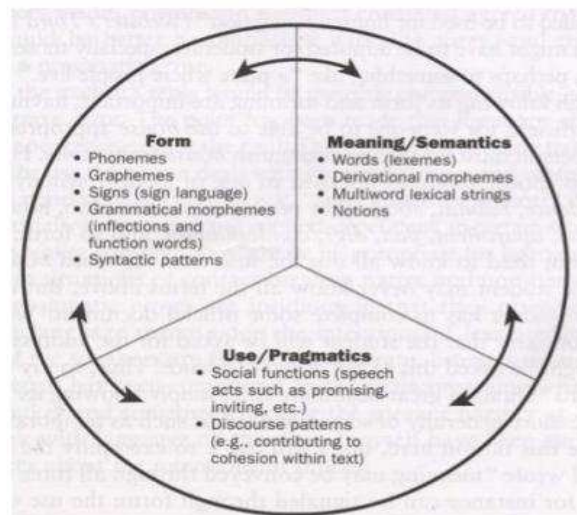 Form
• Phonemes
• Graphemes
• Signs (sign language)
• Grammatical morphemes
(inflections and
function words)
• Syntactic patterns
Meaning/Semantics
• Words (lexemes)
• Derivational morphemes
• Multiword lexical strings
• Notions
Use/Pragmatics
• Social functions (speech
acts such as promising,
inviting, etc.)
• Discourse patterns
(e.g., contributing to
cohesion within text)